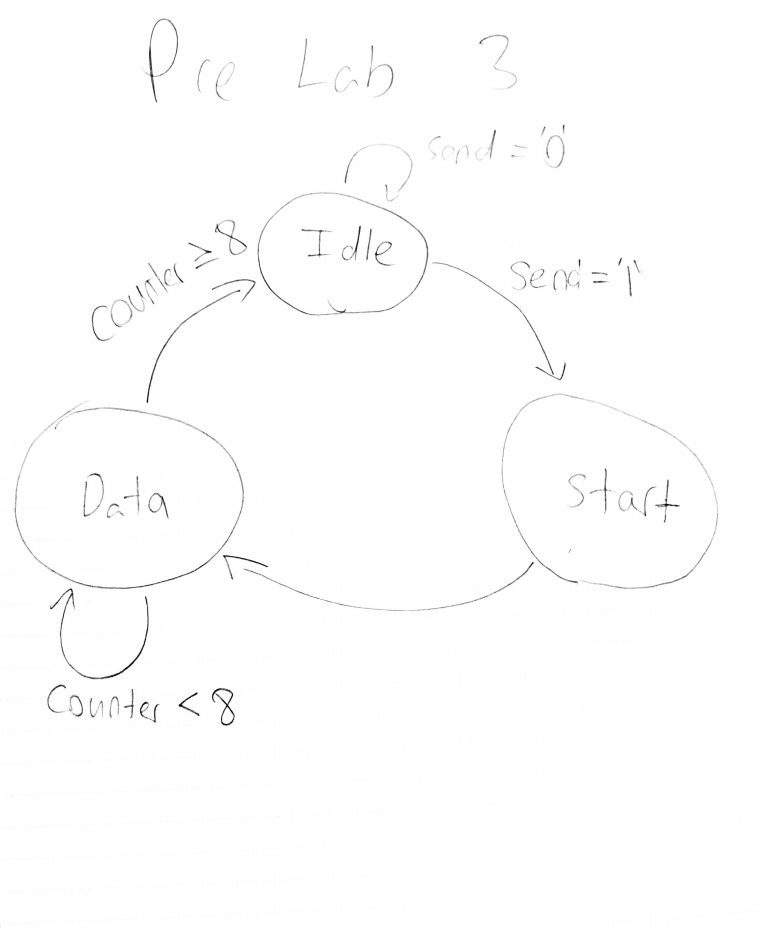 Pre Lab 3
send = '0'
Idle
counter ≥ 8
send = '1'
Data
Start
Counter < 8